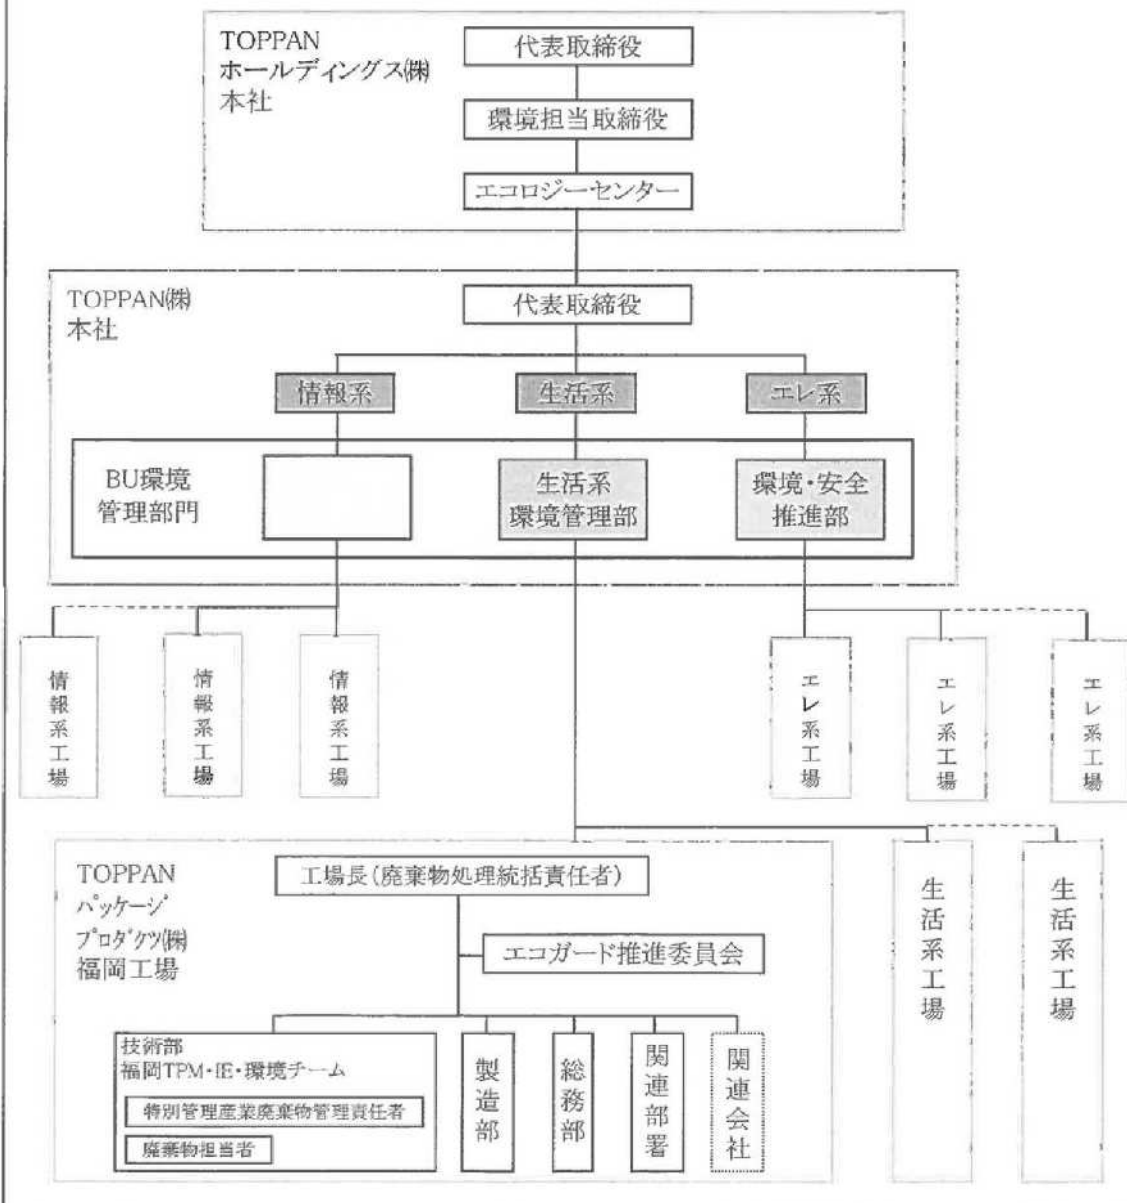 TOPPAN
ホールディングス㈱
本社
代表取締役
環境担当取締役
エコロジーセンター
TOPPAN㈱
本社
代表取締役
情報系
生活系
エレ系
BU環境
管理部門
生活系
環境管理部
環境・安全
推進部
情報系工場
情報系工場
情報系工場
エレ系工場
エレ系工場
エレ系工場
TOPPAN
パッケージ
プロダクツ㈱
福岡工場
工場長(廃棄物処理統括責任者)
エコガード推進委員会
技術部
福岡TPM・IE・環境チーム
特別管理産業廃棄物管理責任者
廃棄物担当者
製造部
総務部
関連部署
関連会社
生活系工場
生活系工場